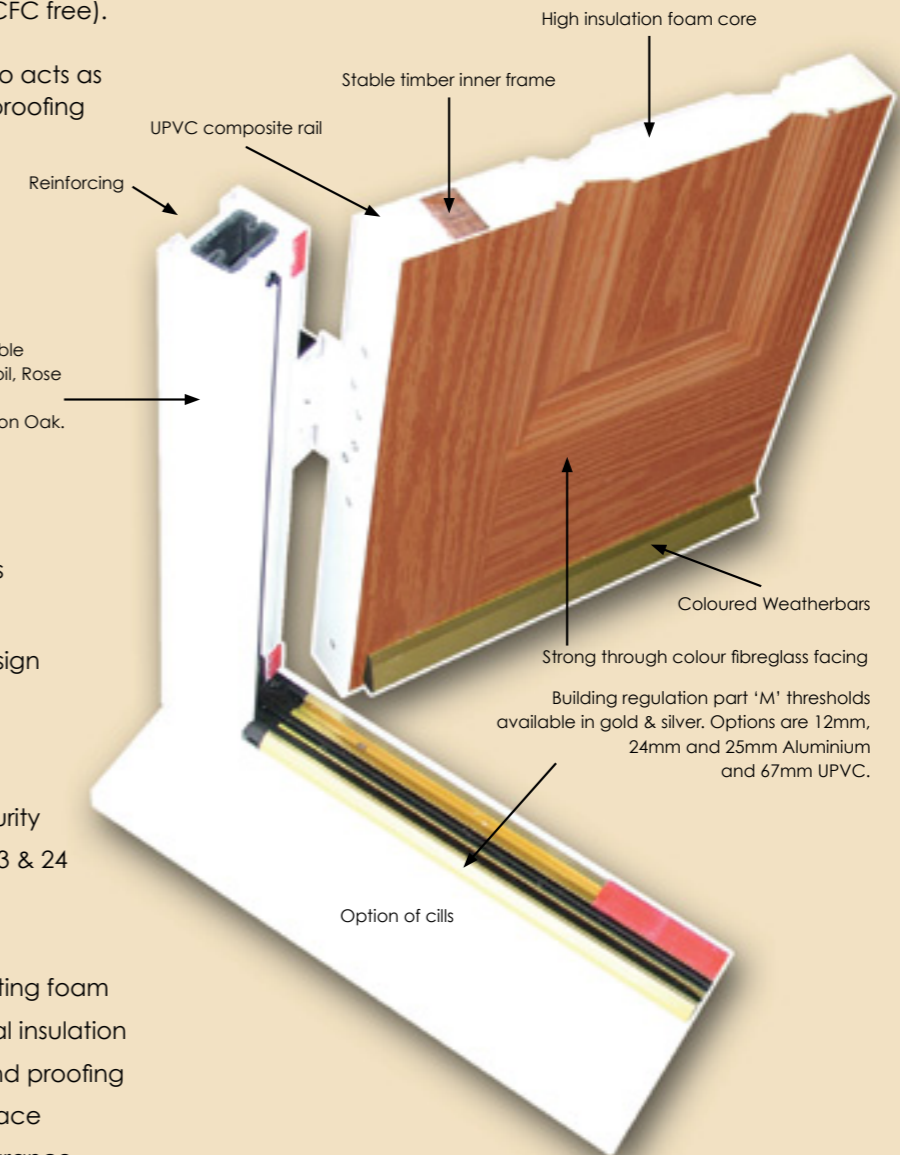 CFC free).
o acts as
proofing
High insulation foam core
Stable timber inner frame
UPVC composite rail
Reinforcing
ble
oil, Rose
on Oak.
s
sign
Coloured Weatherbars
Strong through colour fibreglass facing
Building regulation part ‘M’ thresholds
available in gold & silver. Options are 12mm,
24mm and 25mm Aluminium
and 67mm UPVC.
urity
3 & 24
Option of cills
ting foam
al insulation
nd proofing
ace